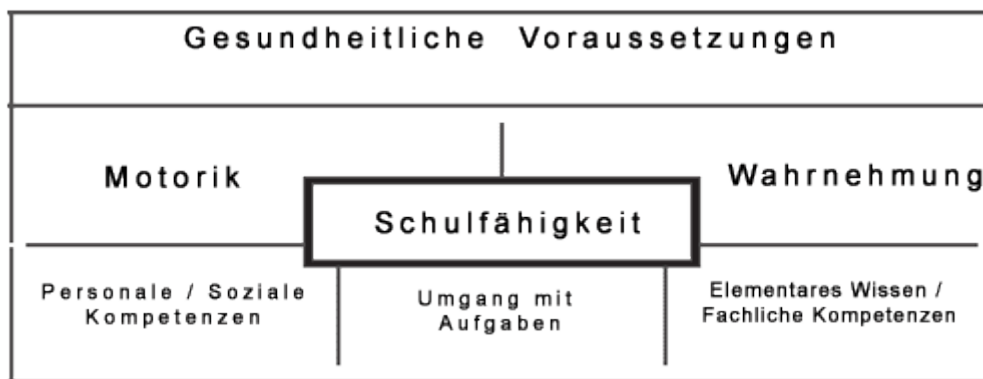 Gesundheitliche Voraussetzungen
Motorik
Wahrnehmung
Schulfähigkeit
Personale / Soziale
Kompetenzen
Umgang mit
Aufgaben
Elementares Wissen /
Fachliche Kompetenzen